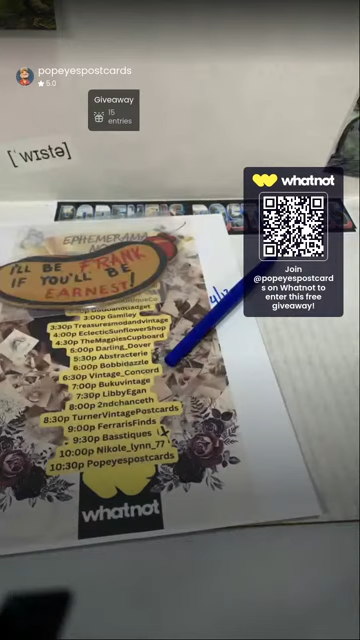 popeyespostcards
5.0
Giveaway
15
entries
['wɪstə]
whatnot
Join
@popeyespostcard
s on Whatnot to
enter this free
giveaway!
EPHEMERAMA
I'LL BE FRANK
IF YOU'LL BE
EARNEST!
3:00p Gsmiley
3:30p Treasuresmodandvintage
4:00p EclecticSunflowerShop
4:30p TheMagpiesCupboard
5:00p Darling_Dover
5:30p Abstracterie
6:00p Bobbidazzle
6:30p Vintage_Concord
7:00p Bukuvintage
7:30p LibbyEgan
8:00p 2ndchanceth
8:30p TurnerVintagePostcards
9:00p FerrarisFinds
9:30p Basstiques
10:00p Nikole_lynn_77
10:30p Popeyespostcards
whatnot